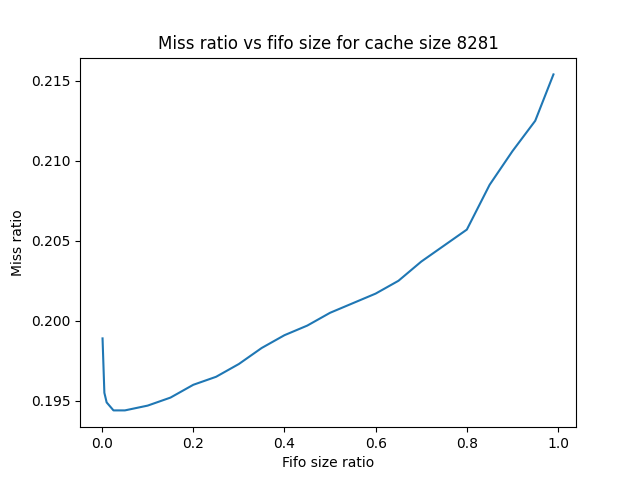 Miss ratio vs fifo size for cache size 8281
0.215
0.210
0.205
0.200
0.195
Miss ratio
0.0 0.2 0.4 0.6 0.8 1.0
Fifo size ratio